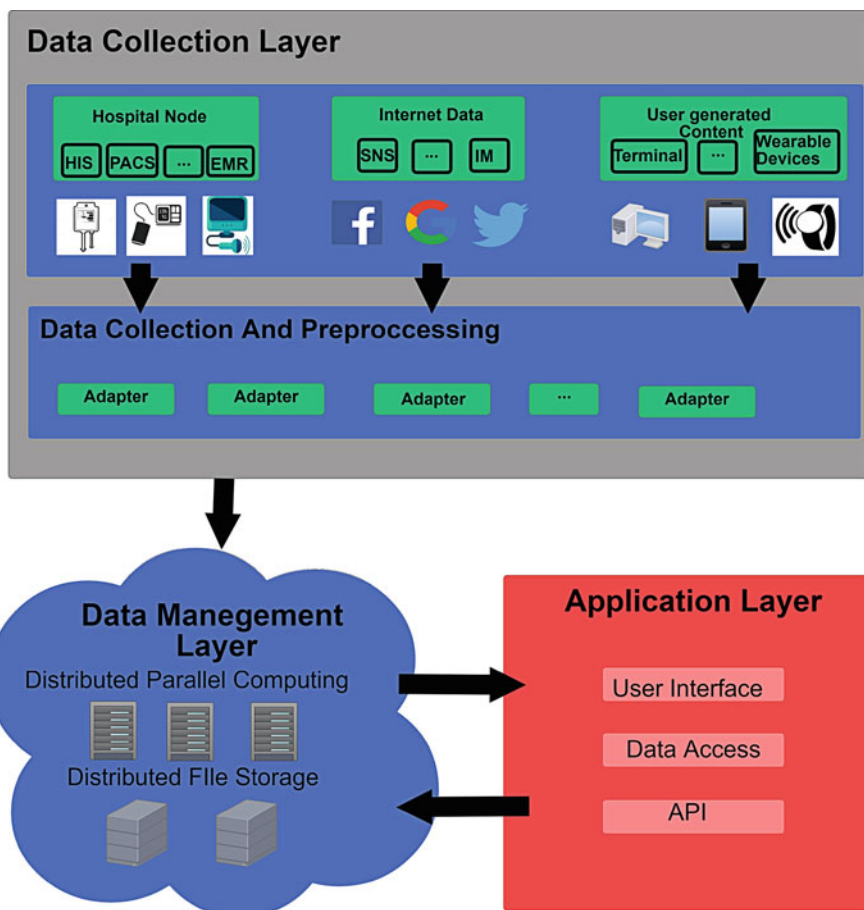 Data Collection Layer
Hospital Node
HIS PACS ... EMR
Internet Data
SNS ... IM
User generated
Content
Terminal ... Wearable
Devices
Data Collection And Preproccessing
Adapter Adapter Adapter ... Adapter
Data Manegement
Layer
Distributed Parallel Computing
Distributed FIle Storage
Application Layer
User Interface
Data Access
API